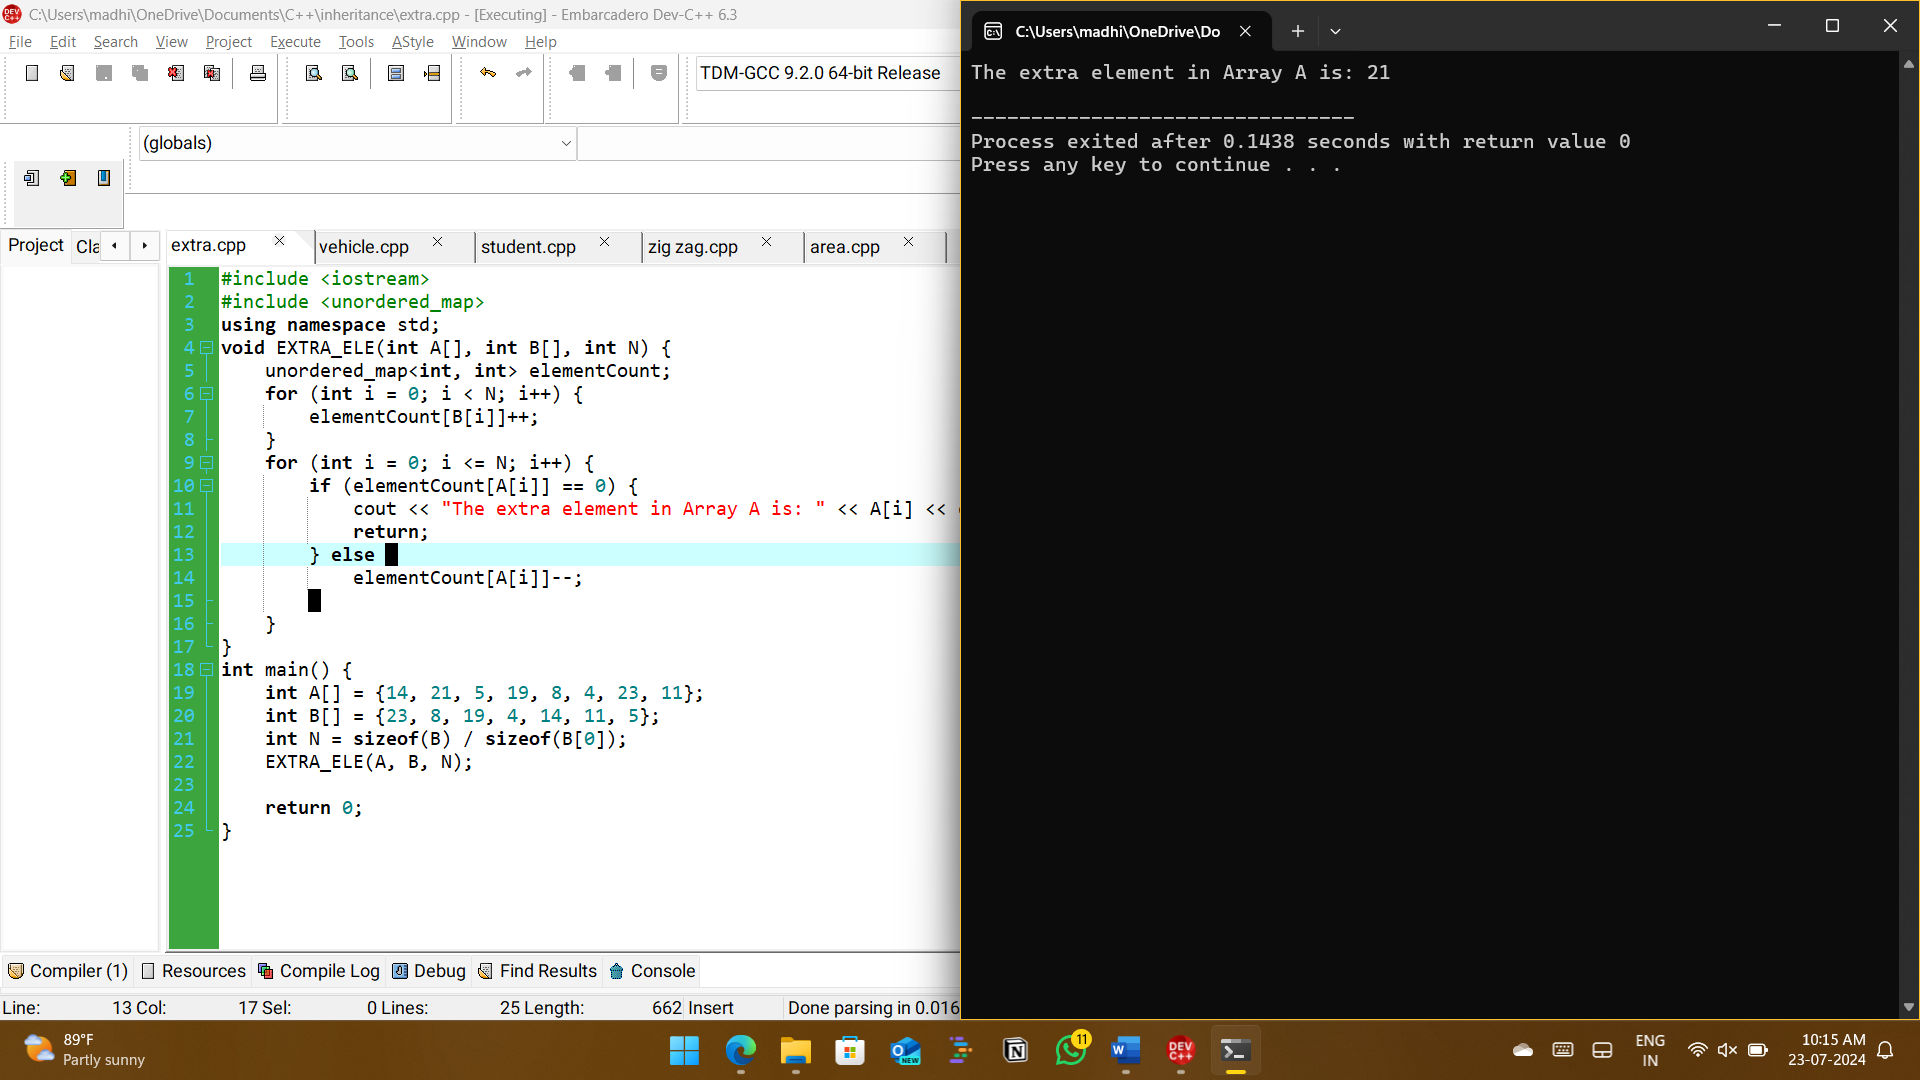 C:\Users\madhi\OneDrive\Documents\C++\inheritance\extra.cpp - [Executing] - Embarcadero Dev-C++ 6.3
File Edit Search View Project Execute Tools AStyle Window Help
TDM-GCC 9.2.0 64-bit Release
(globals)
Project Cla
extra.cpp vehicle.cpp student.cpp zig zag.cpp area.cpp
1 #include <iostream>
2 #include <unordered_map>
3 using namespace std;
4 void EXTRA_ELE(int A[], int B[], int N) {
5 unordered_map<int, int> elementCount;
6 for (int i = 0; i < N; i++) {
7 elementCount[B[i]]++;
8 }
9 for (int i = 0; i <= N; i++) {
10 if (elementCount[A[i]] == 0) {
11 cout << "The extra element in Array A is: " << A[i] <<
12 return;
13 } else {
14 elementCount[A[i]]--;
15 }
16 }
17 }
18 int main() {
19 int A[] = {14, 21, 5, 19, 8, 4, 23, 11};
20 int B[] = {23, 8, 19, 4, 14, 11, 5};
21 int N = sizeof(B) / sizeof(B[0]);
22 EXTRA_ELE(A, B, N);
23
24 return 0;
25 }
Compiler (1) Resources Compile Log Debug Find Results Console
Line: 13 Col: 17 Sel: 0 Lines: 25 Length: 662 Insert Done parsing in 0.016
C:\Users\madhi\OneDrive\Do
The extra element in Array A is: 21
--------------------------------
Process exited after 0.1438 seconds with return value 0
Press any key to continue . . .
89°F
Partly sunny
NEW
11
W
DEV
C++
ENG
IN
10:15 AM
23-07-2024